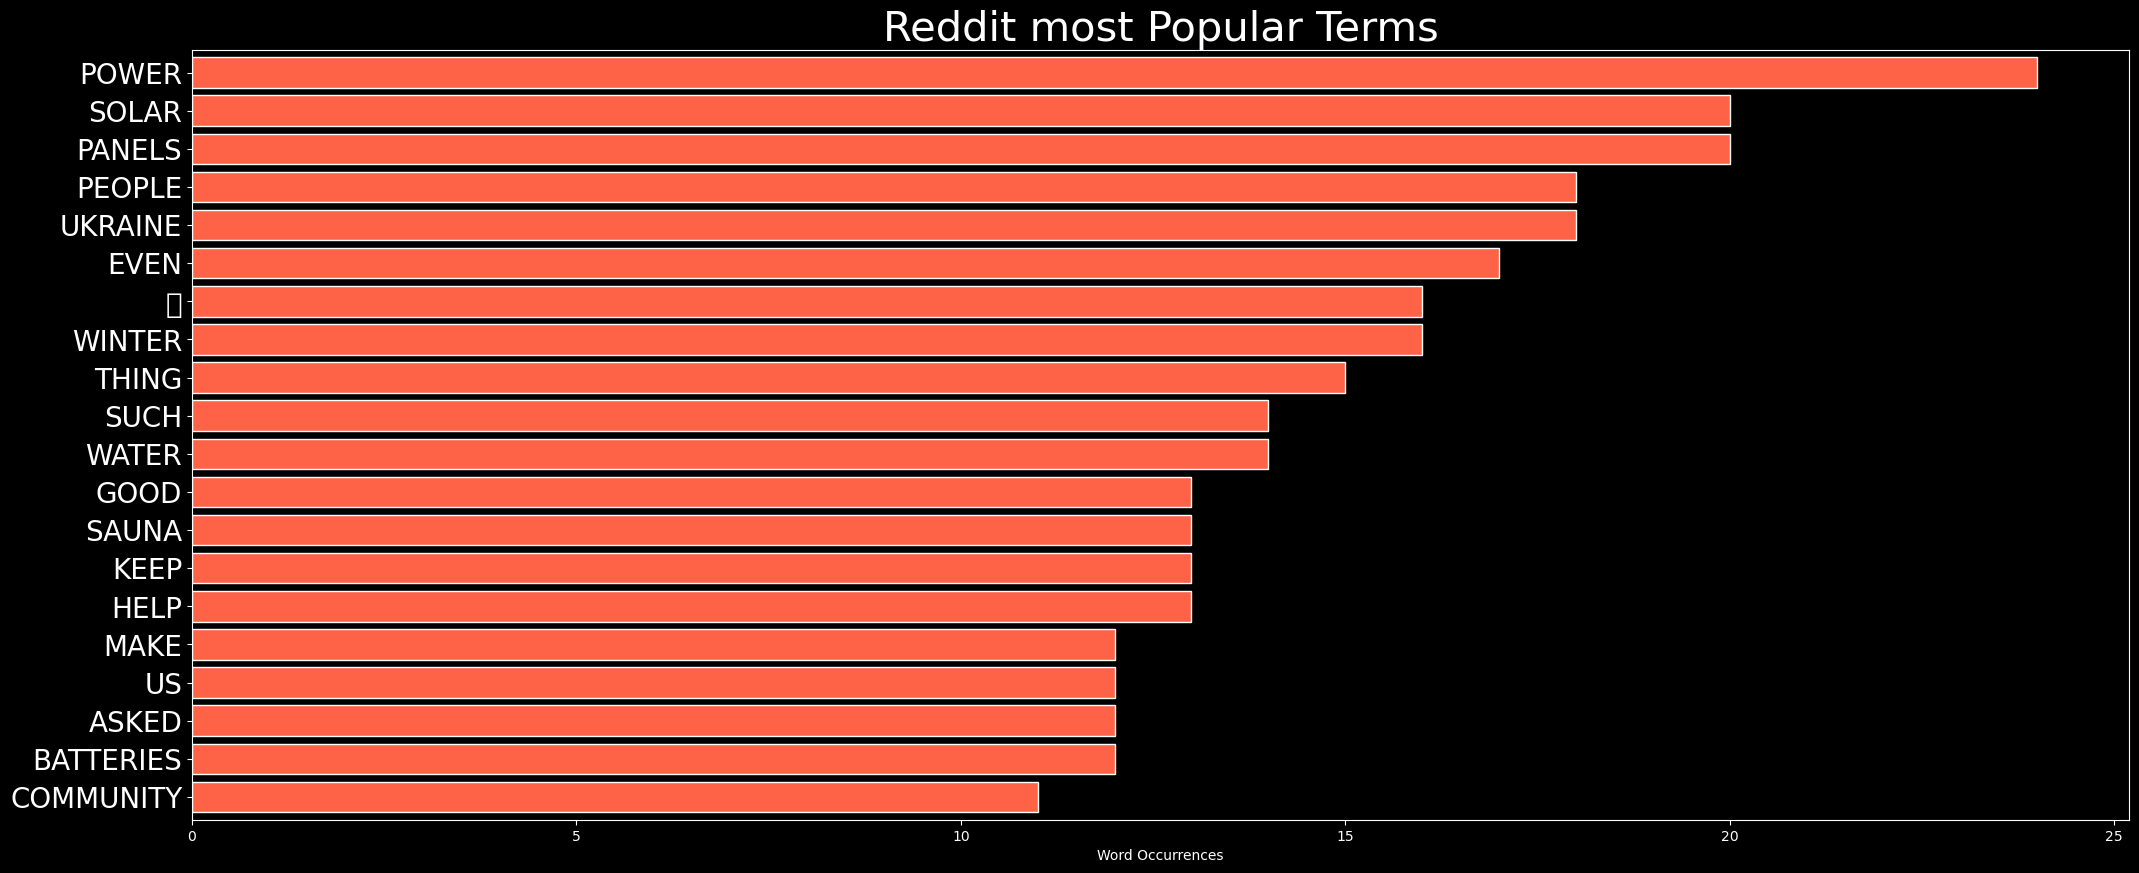 Reddit most Popular Terms
POWER
SOLAR
PANELS
PEOPLE
UKRAINE
EVEN
WINTER
THING
SUCH
WATER
GOOD
SAUNA
KEEP
HELP
MAKE
US
ASKED
BATTERIES
COMMUNITY
0 5 10 15 20 25
Word Occurrences